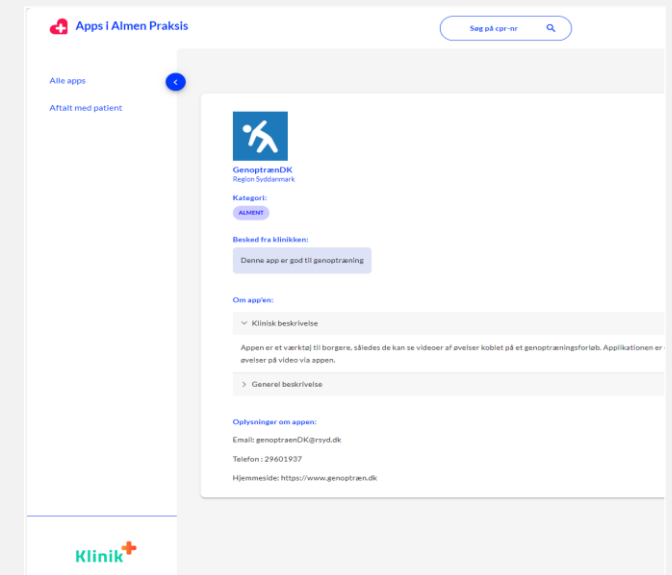 Apps i Almen Praksis
Søg på cpr-nr
Alle apps
Aftalt med patient
GenoptrænDK
Region Syddanmark
Kategori:
ALMENT
Besked fra klinikken:
Denne app er god til genoptræning
Om app'en:
Klinisk beskrivelse
Appen er et værktøj til borgere, således de kan se videoer af øvelser koblet på et genoptræningsforløb. Applikationen er
øvelser på video via appen.
Generel beskrivelse
Oplysninger om appen:
Email: genoptraenDK@rsyd.dk
Telefon : 29601937
Hjemmeside: https://www.genoptræn.dk
Klinik